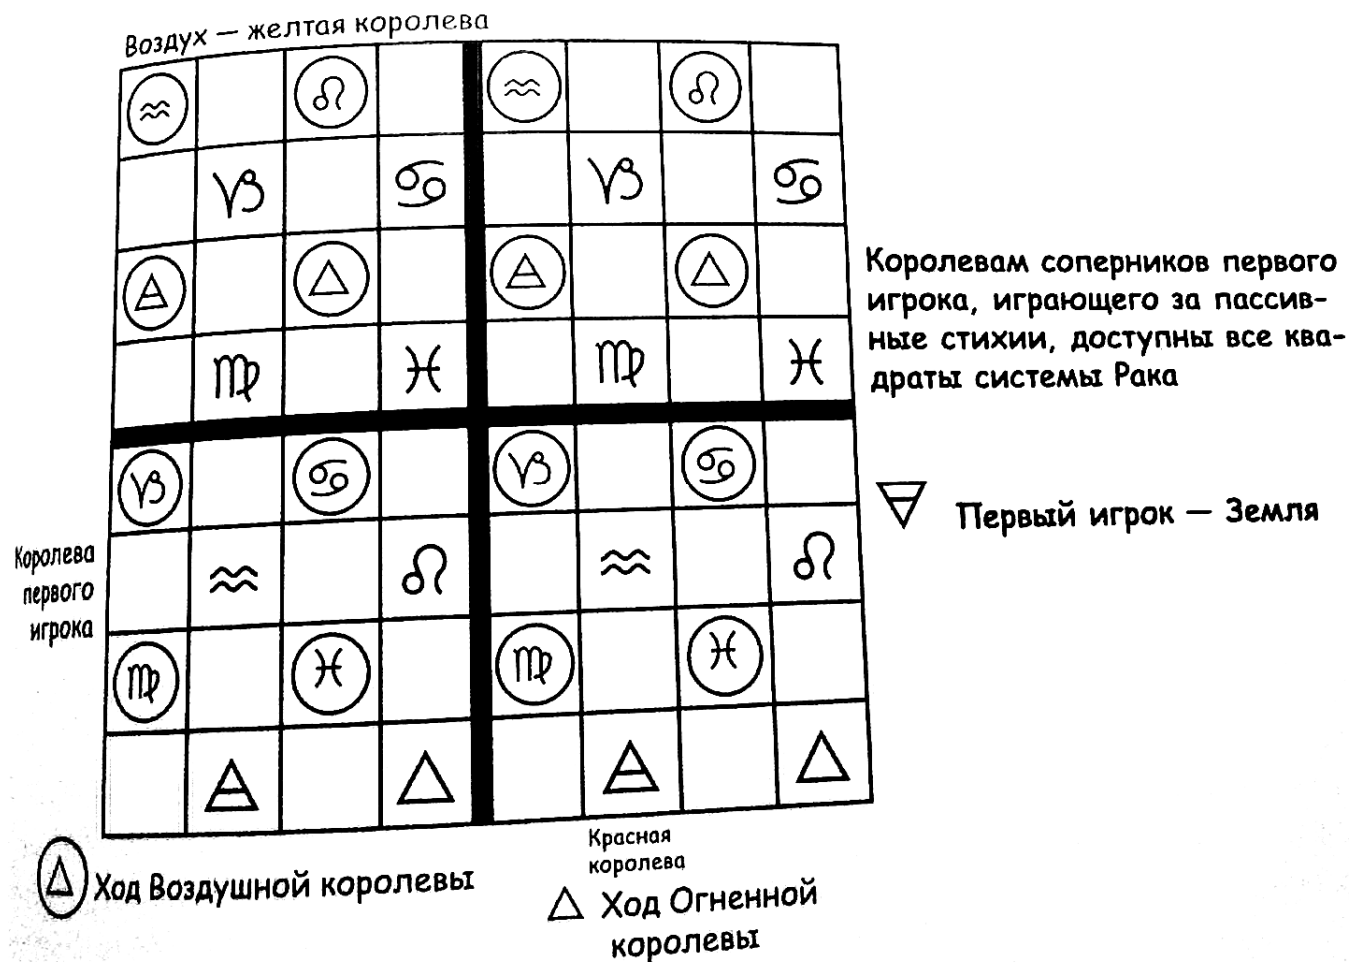 Воздух — желтая королева
♒ ♌ ♒ ♌
♑ ♋ ♑ ♋
🜁 🜂 🜁 🜂
♍ ♓ ♍ ♓
♑ ♋ ♑ ♋
♒ ♌ ♒ ♌
♍ ♓ ♍ ♓
🜁 🜂 🜁 🜂
Королева
первого
игрока
Королевам соперников первого
игрока, играющего за пассив-
ные стихии, доступны все ква-
драты системы Рака
🜃 Первый игрок — Земля
🜂 Ход Воздушной королевы
Красная
королева
🜂 Ход Огненной
королевы